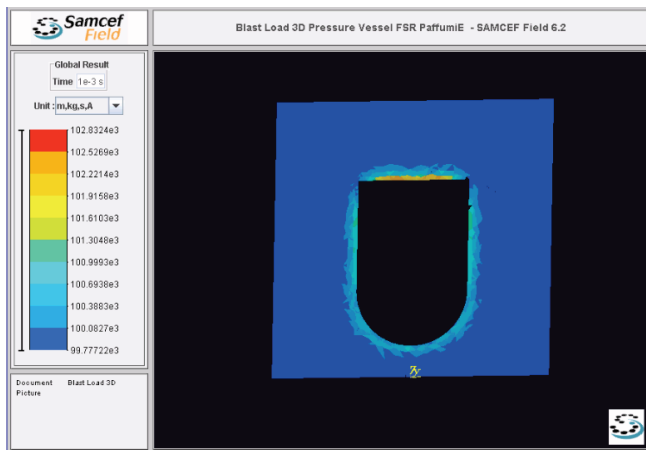 Samcef
Field
Blast Load 3D Pressure Vessel FSR PaffumiE - SAMCEF Field 6.2
Global Result
Time 1e-3 s
Unit : m,kg,s,A
102.8324e3
102.5269e3
102.2214e3
101.9158e3
101.6103e3
101.3048e3
100.9993e3
100.6938e3
100.3883e3
100.0827e3
99.77722e3
Document Blast Load 3D
Picture